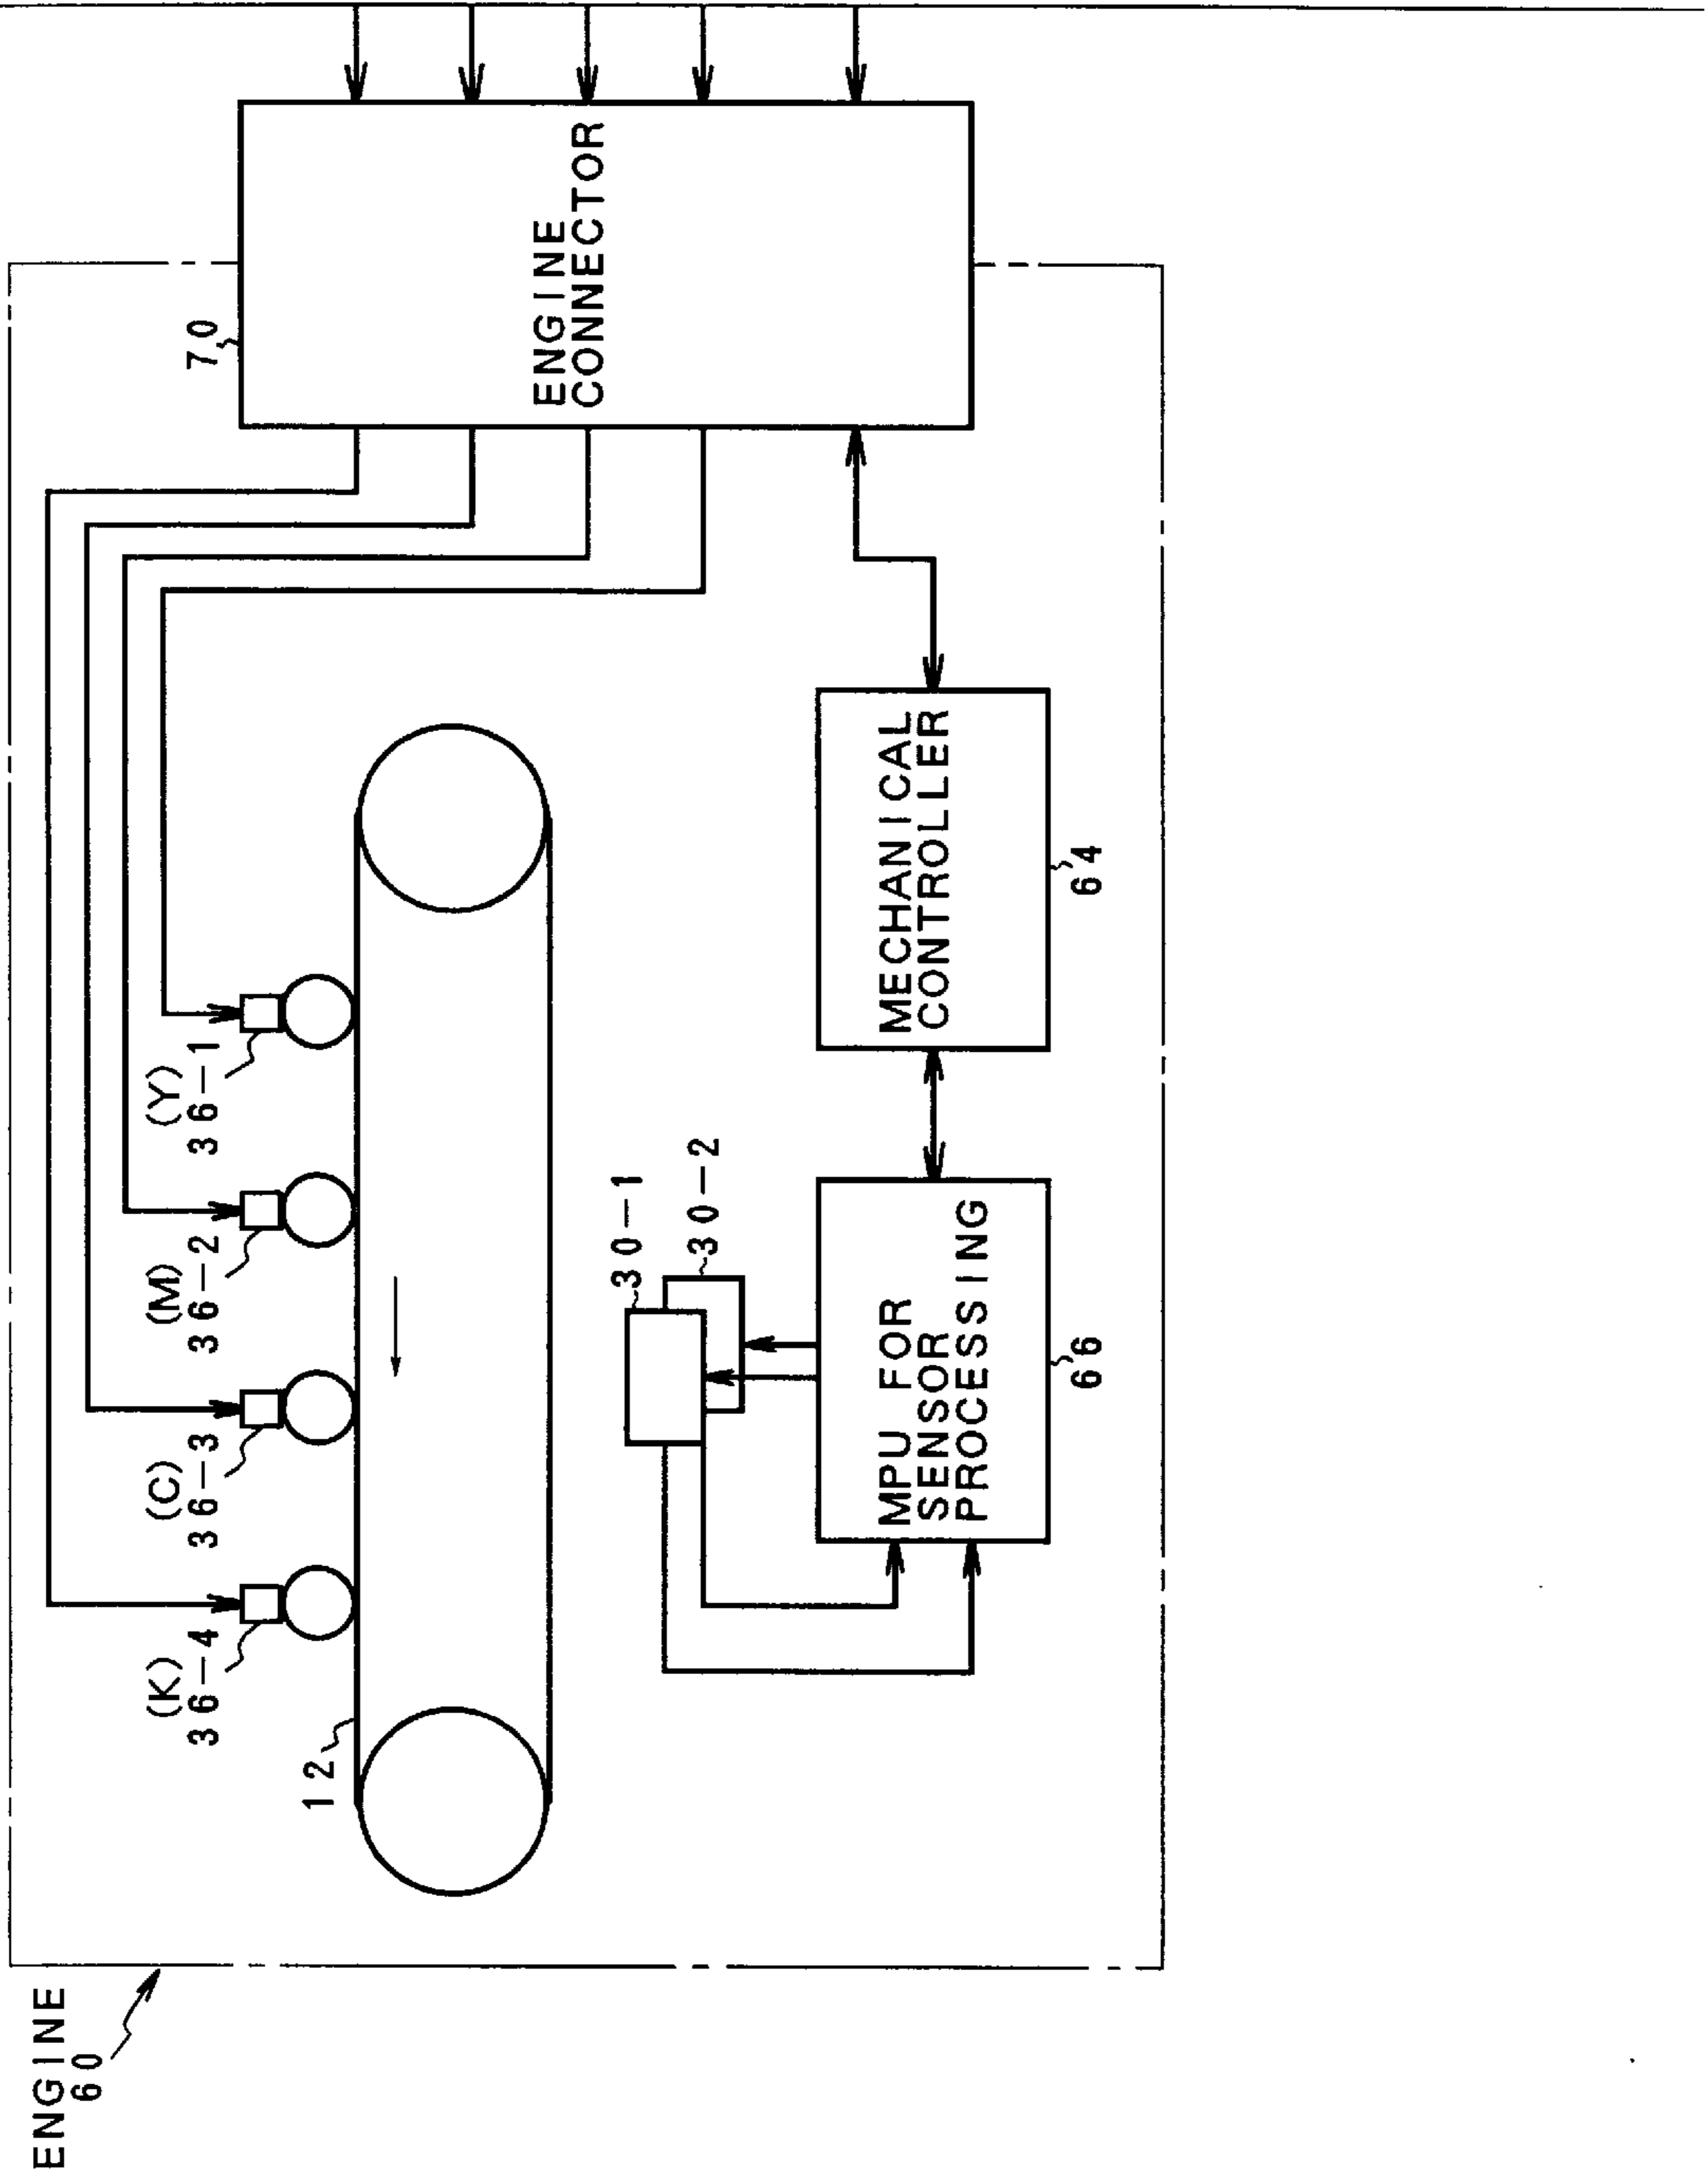 ENGINE
60
(K)
36-4
(C)
36-3
(M)
36-2
(Y)
36-1
70
12
ENGINE
CONNECTOR
30-1
30-2
MPU FOR
SENSOR
PROCESSING
66
MECHANICAL
CONTROLLER
64